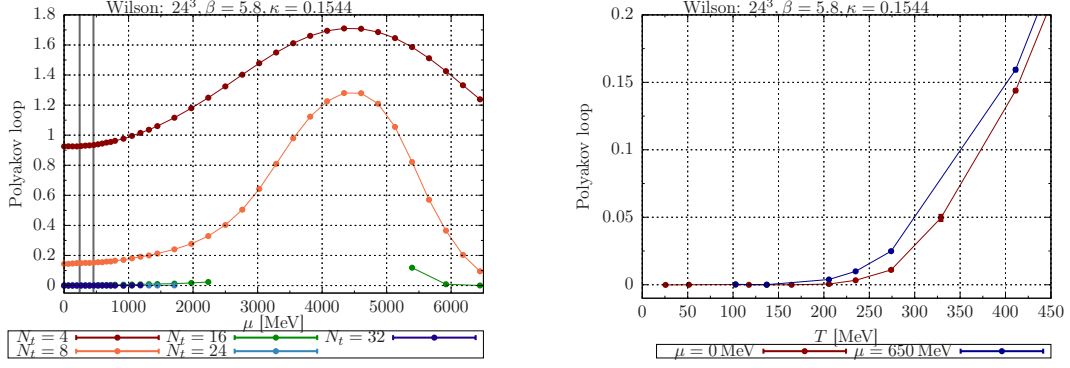 Wilson: 24³, β = 5.8, κ = 0.1544
Polyakov loop
1.8
1.6
1.4
1.2
1
0.8
0.6
0.4
0.2
0
0 1000 2000 3000 4000 5000 6000
μ [MeV]
N_t = 4 N_t = 16 N_t = 32
N_t = 8 N_t = 24
Wilson: 24³, β = 5.8, κ = 0.1544
Polyakov loop
0.2
0.15
0.1
0.05
0
0 50 100 150 200 250 300 350 400 450
T [MeV]
μ = 0 MeV μ = 650 MeV